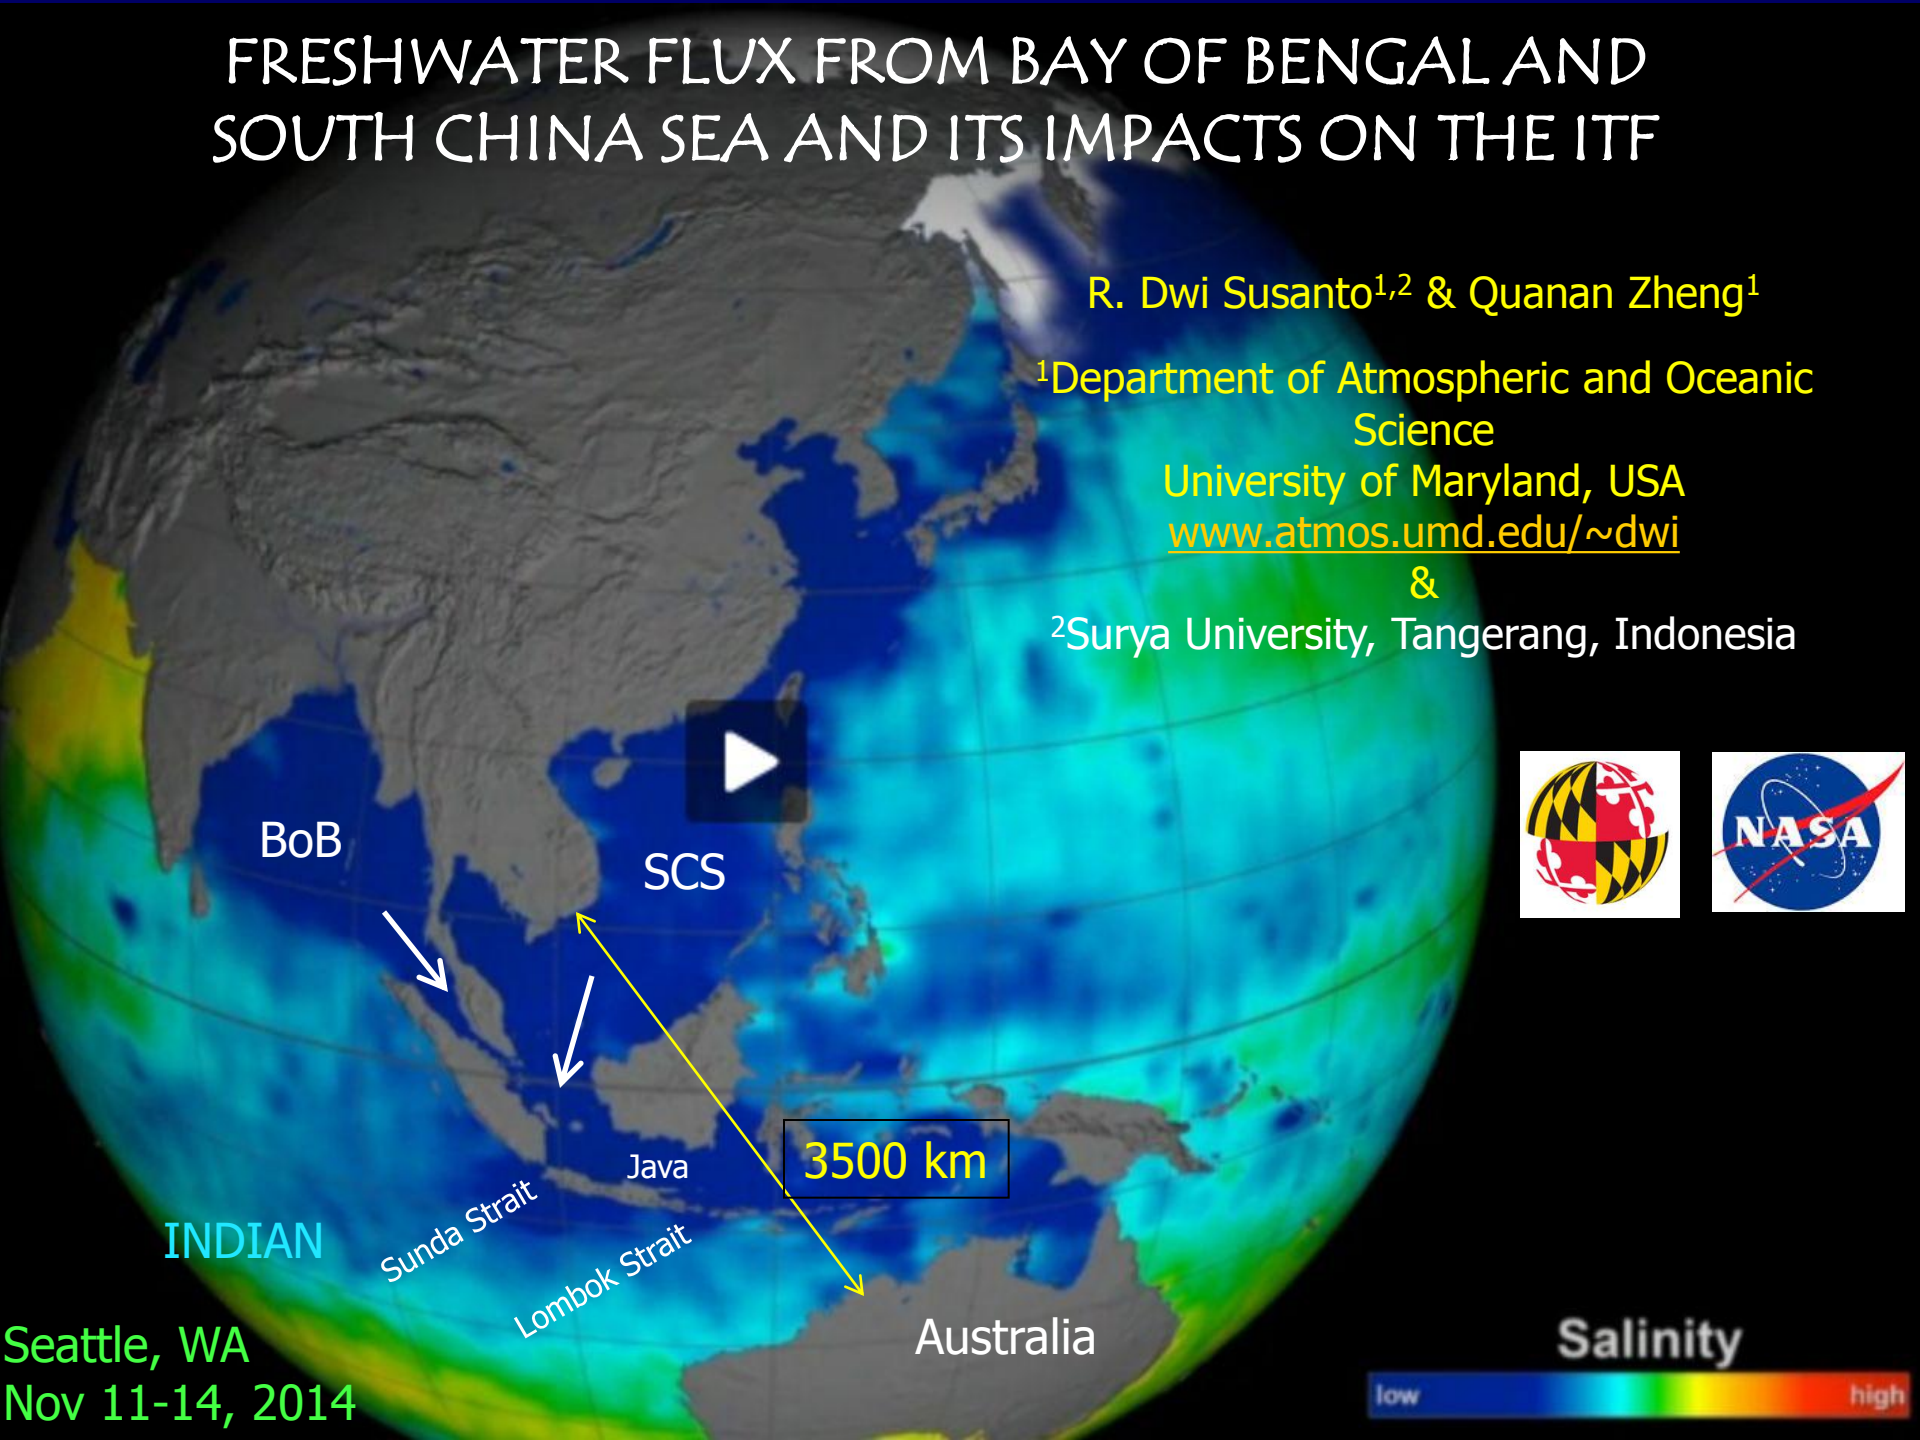 FRESHWATER FLUX FROM BAY OF BENGAL AND
SOUTH CHINA SEA AND ITS IMPACTS ON THE ITF
R. Dwi Susanto1,2 & Quanan Zheng1
1Department of Atmospheric and Oceanic
Science
University of Maryland, USA
www.atmos.umd.edu/~dwi
&
2Surya University, Tangerang, Indonesia
NASA
BoB
SCS
3500 km
Java
Sunda Strait
Lombok Strait
INDIAN
Australia
Seattle, WA
Nov 11-14, 2014
Salinity
low
high